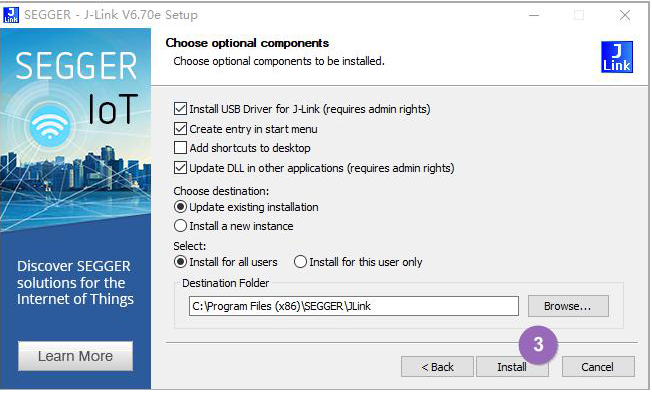 SEGGER - J-Link V6.70e Setup
Choose optional components
Choose optional components to be installed.
J
Link
SEGGER
IoT
Discover SEGGER
solutions for the
Internet of Things
Learn More
Install USB Driver for J-Link (requires admin rights)
Create entry in start menu
Add shortcuts to desktop
Update DLL in other applications (requires admin rights)
Choose destination:
Update existing installation
Install a new instance
Select:
Install for all users
Install for this user only
Destination Folder
C:\Program Files (x86)\SEGGER\JLink
Browse...
3
< Back
Install
Cancel